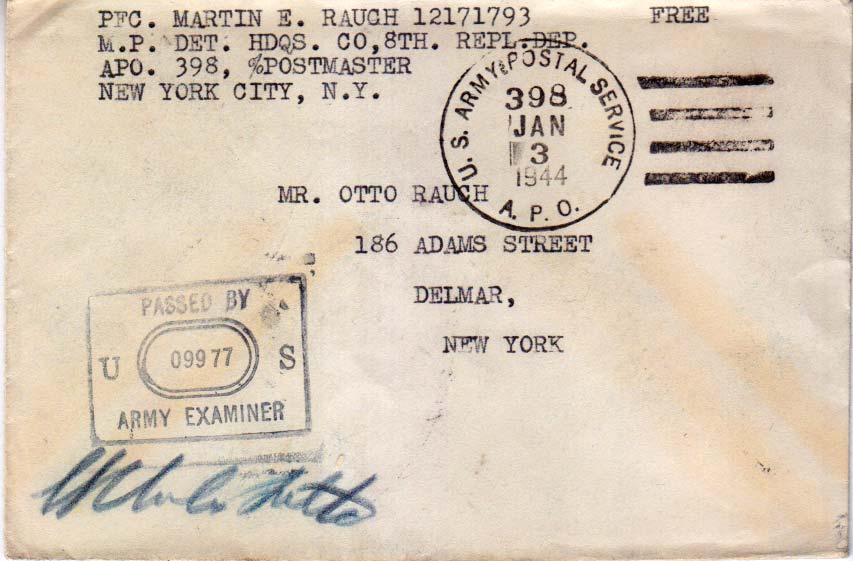 PFC. MARTIN E. RAUCH 12171793 FREE
M.P. DET. HDQS. CO,8TH. REPL.DEP.
APO. 398, %POSTMASTER
NEW YORK CITY, N.Y.
U.S. ARMY POSTAL SERVICE
398
JAN
3
1944
A.P.O.
MR. OTTO RAUCH
186 ADAMS STREET
DELMAR,
NEW YORK
PASSED BY
U 09977 S
ARMY EXAMINER